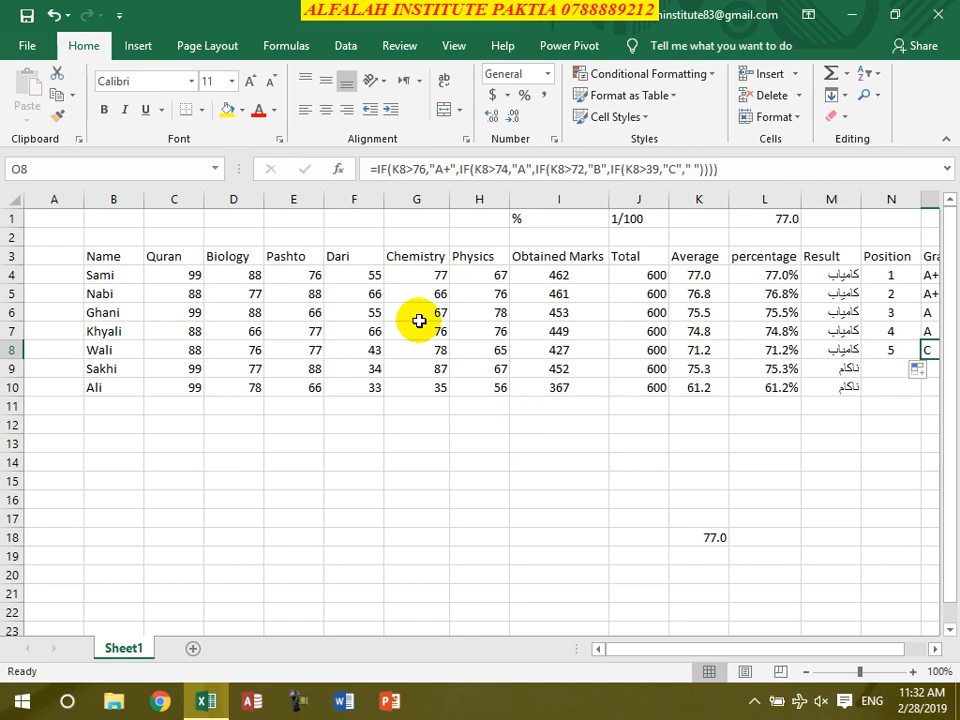 ALFALAH INSTITUTE PAKTIA 0788889212
ninstitute83@gmail.com
File Home Insert Page Layout Formulas Data Review View Help Power Pivot Tell me what you want to do Share
Paste
Calibri 11
General
Conditional Formatting
Insert
B I U
$ % ,
Format as Table
Delete
Cell Styles
Format
Clipboard Font Alignment Number Styles Cells Editing
O8 fx =IF(K8>76,"A+",IF(K8>74,"A",IF(K8>72,"B",IF(K8>39,"C"," "))))
A B C D E F G H I J K L M N
1 % 1/100 77.0
2
3 Name Quran Biology Pashto Dari Chemistry Physics Obtained Marks Total Average percentage Result Position Gra
4 Sami 99 88 76 55 77 67 462 600 77.0 77.0% کامیاب 1 A+
5 Nabi 88 77 88 66 66 76 461 600 76.8 76.8% کامیاب 2 A+
6 Ghani 99 88 66 55 67 78 453 600 75.5 75.5% کامیاب 3 A
7 Khyali 88 66 77 66 76 76 449 600 74.8 74.8% کامیاب 4 A
8 Wali 88 76 77 43 78 65 427 600 71.2 71.2% کامیاب 5 C
9 Sakhi 99 77 88 34 87 67 452 600 75.3 75.3% ناکام
10 Ali 99 78 66 33 35 56 367 600 61.2 61.2% ناکام
11
12
13
14
15
16
17
18 77.0
19
20
21
22
23
Sheet1
Ready 100%
ENG 11:32 AM
2/28/2019